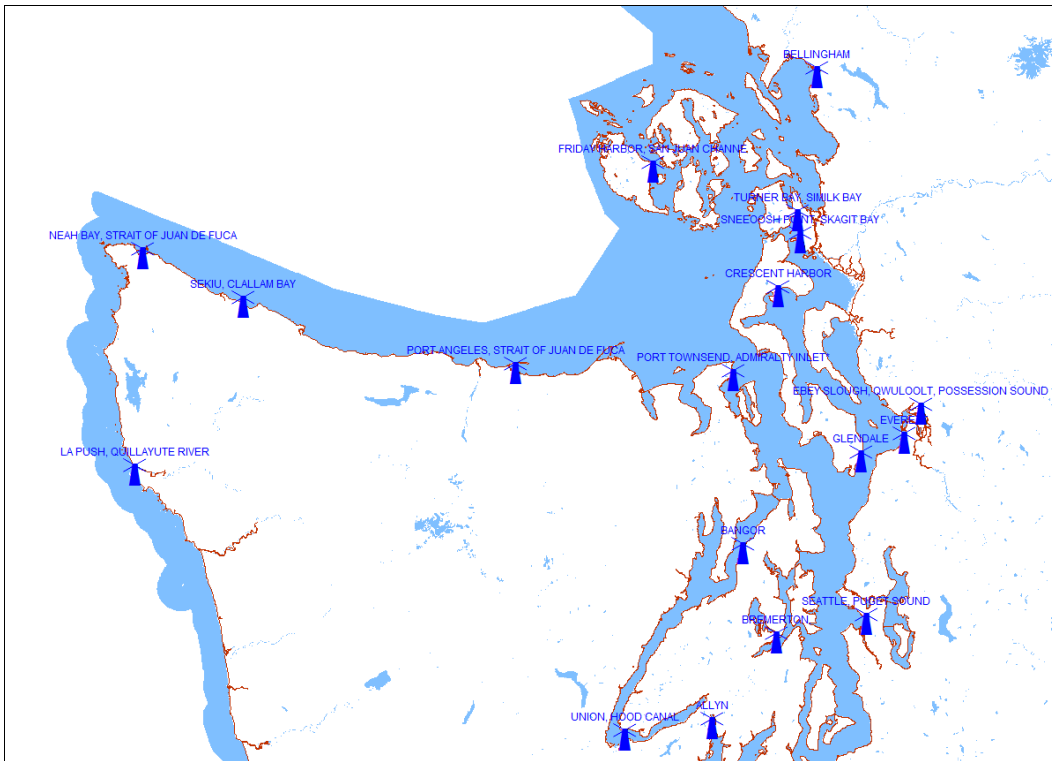 BELLINGHAM
FRIDAY HARBOR, SAN JUAN CHANNE
TURNER BAY, SIMILK BAY
SNEEOOSH POINT, SKAGIT BAY
NEAH BAY, STRAIT OF JUAN DE FUCA
CRESCENT HARBOR
SEKIU, CLALLAM BAY
PORT ANGELES, STRAIT OF JUAN DE FUCA
PORT TOWNSEND, ADMIRALTY INLET*
EBEY SLOUGH, QWULOOLT, POSSESSION SOUND
GLENDALE
LA PUSH, QUILLAYUTE RIVER
BANGOR
SEATTLE, PUGET SOUND
BREMERTON
ALLYN
UNION, HOOD CANAL